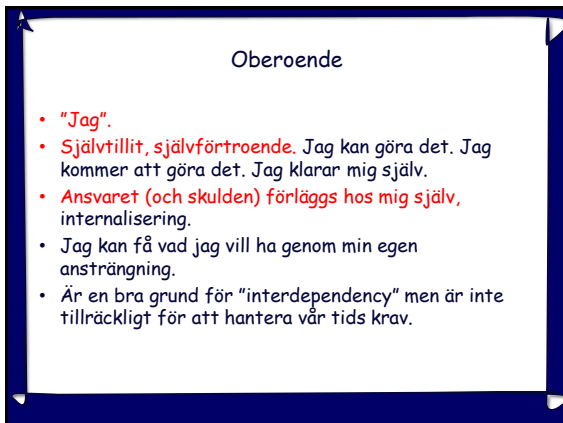 Oberoende
• ”Jag”.
• Självtillit, självförtroende. Jag kan göra det. Jag
kommer att göra det. Jag klarar mig själv.
• Ansvaret (och skulden) förläggs hos mig själv,
internalisering.
• Jag kan få vad jag vill ha genom min egen
ansträngning.
• Är en bra grund för ”interdependency” men är inte
tillräckligt för att hantera vår tids krav.